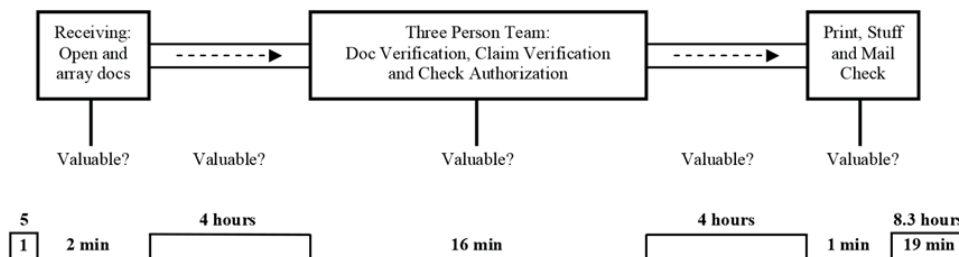 Receiving:
Open and
array docs
Three Person Team:
Doc Verification, Claim Verification
and Check Authorization
Print, Stuff
and Mail
Check
Valuable?
Valuable?
Valuable?
Valuable?
Valuable?
5
4 hours
4 hours
8.3 hours
1
2 min
16 min
1 min
19 min